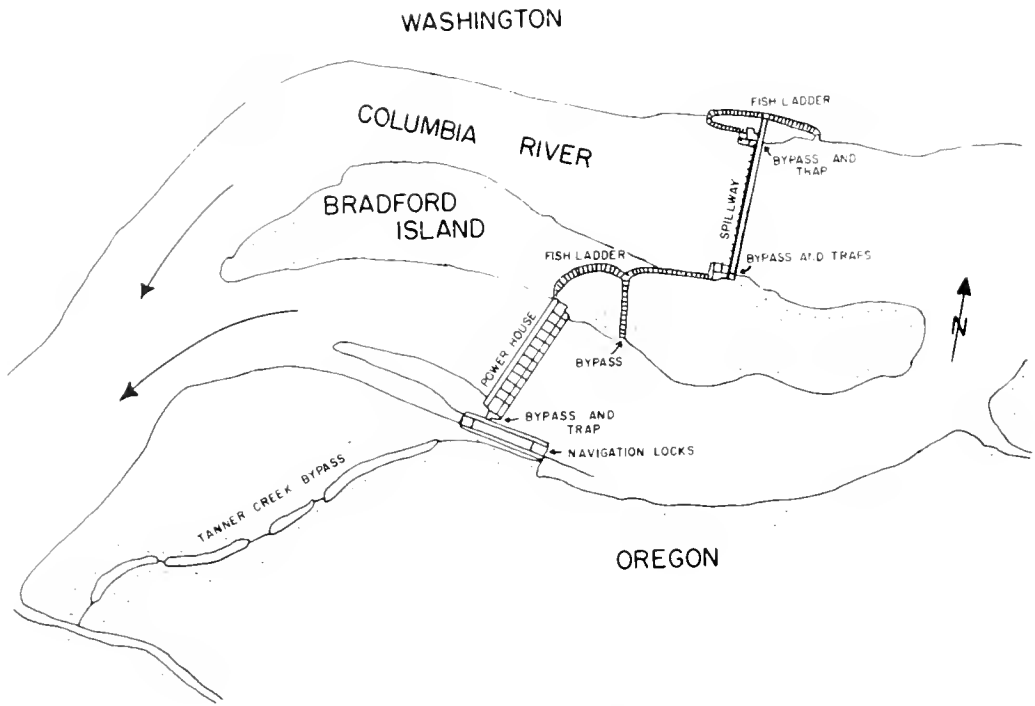 WASHINGTON
FISH LADDER
COLUMBIA RIVER
BYPASS AND
TRAP
BRADFORD
ISLAND
SPILLWAY
FISH LADDER
BYPASS AND TRAPS
N
POWER HOUSE
BYPASS
BYPASS AND
TRAP
NAVIGATION LOCKS
TANNER CREEK BYPASS
OREGON